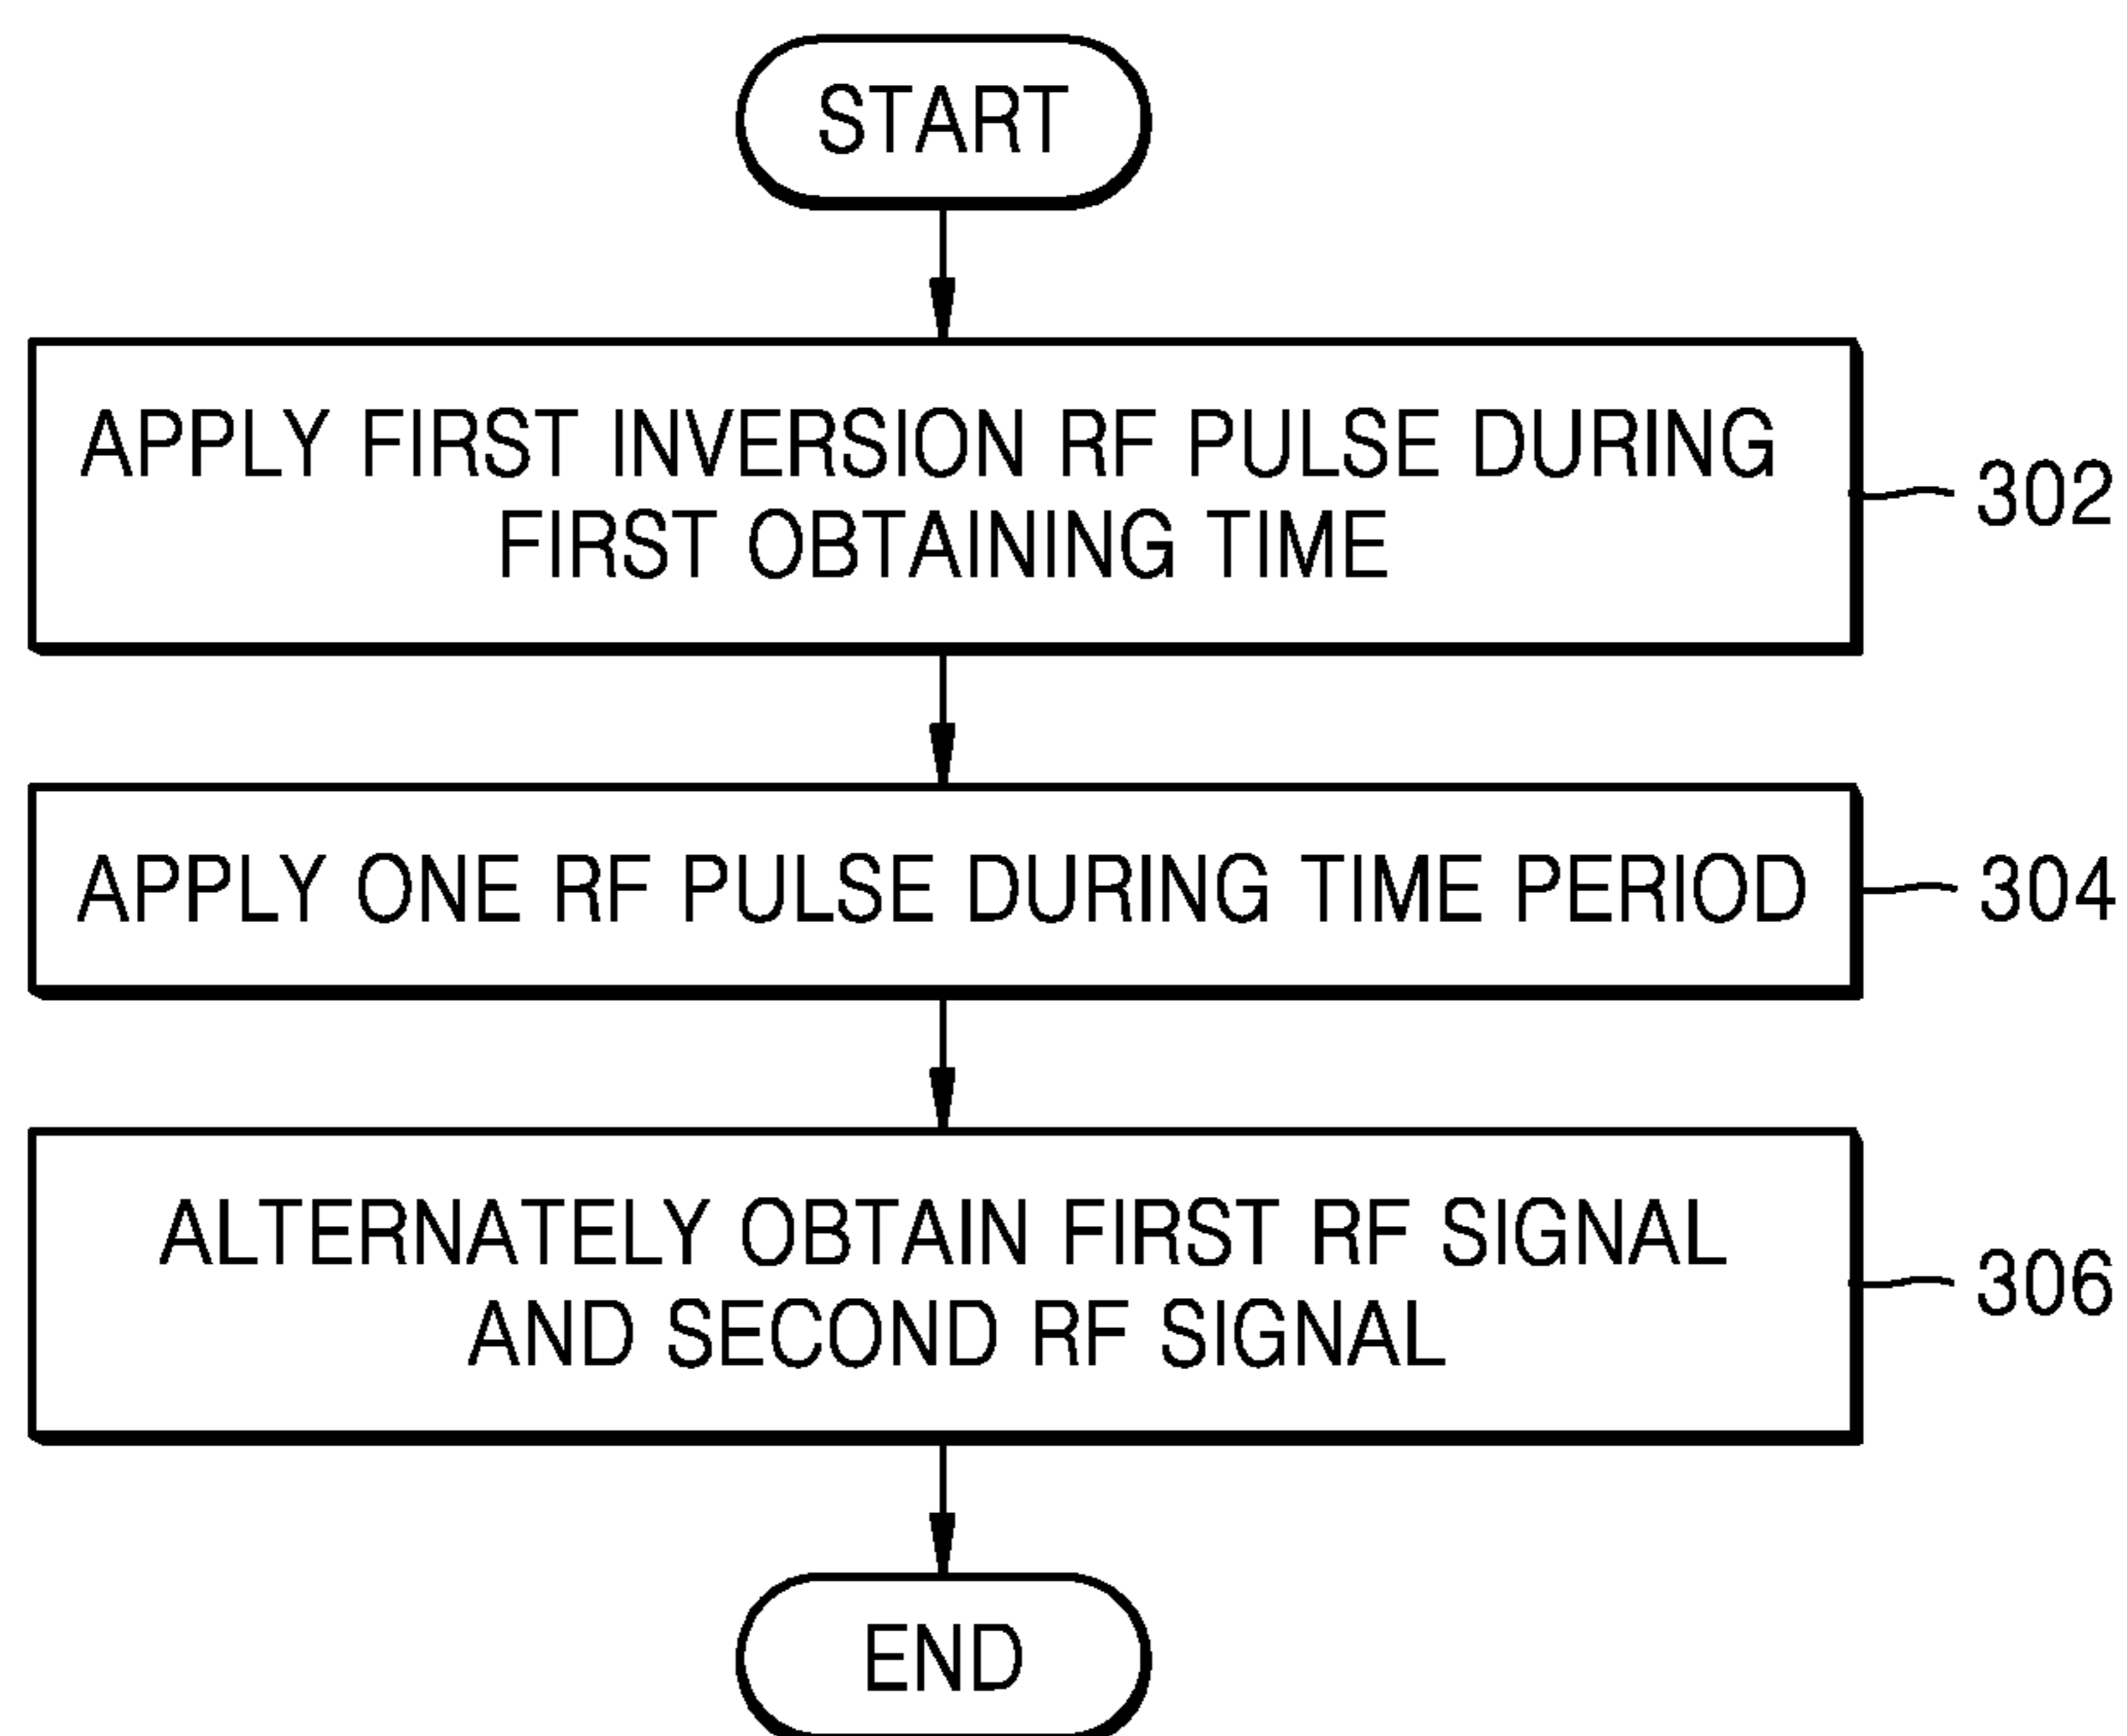 START
APPLY FIRST INVERSION RF PULSE DURING
FIRST OBTAINING TIME
302
APPLY ONE RF PULSE DURING TIME PERIOD
304
ALTERNATELY OBTAIN FIRST RF SIGNAL
AND SECOND RF SIGNAL
306
END